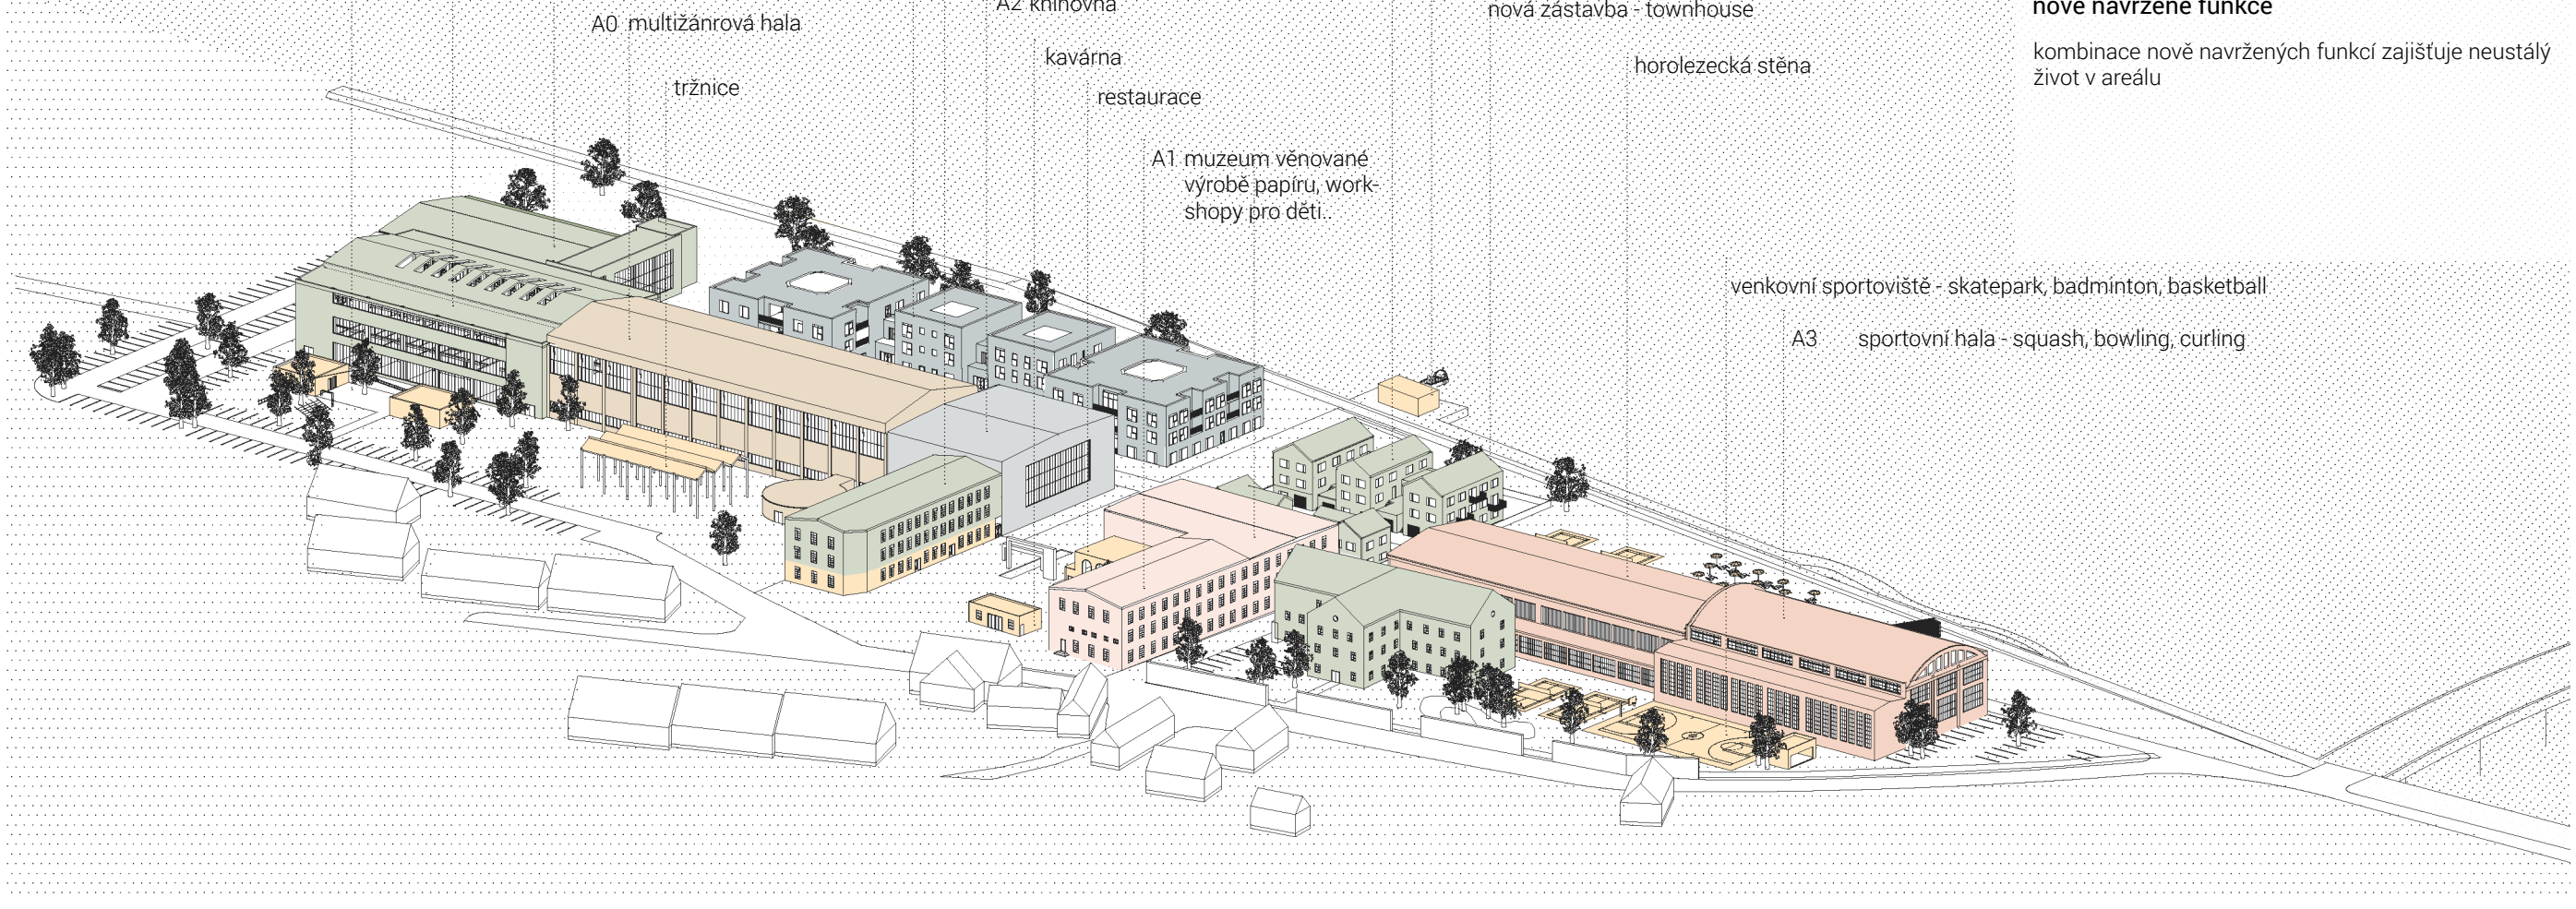 A2 knihovna
nová zástavba - townhouse
nově navržené funkce
A0 multižánrová hala
kavárna
horolezecká stěna
kombinace nově navržených funkcí zajišťuje neustálý
život v areálu
tržnice
restaurace
A1 muzeum věnované
výrobě papíru, work-
shopy pro děti..
venkovní sportoviště - skatepark, badminton, basketball
A3 sportovní hala - squash, bowling, curling